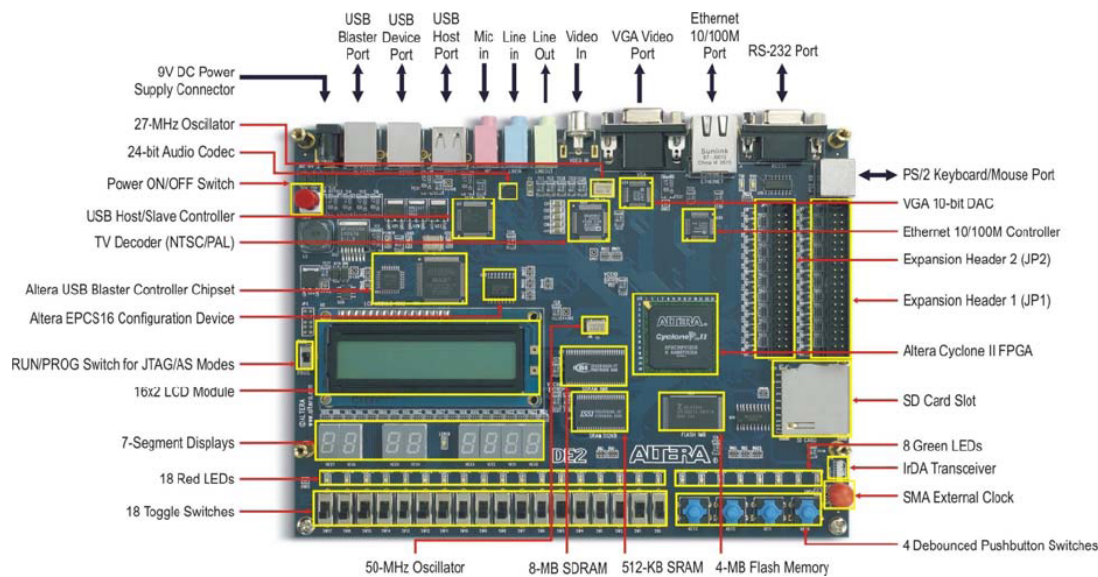 USB
Blaster
Port
USB
Device
Port
USB
Host
Port
Mic
in
Line
in
Line
Out
Video
In
VGA Video
Port
Ethernet
10/100M
Port
RS-232 Port
9V DC Power
Supply Connector
27-MHz Oscillator
24-bit Audio Codec
Power ON/OFF Switch
USB Host/Slave Controller
TV Decoder (NTSC/PAL)
Altera USB Blaster Controller Chipset
Altera EPCS16 Configuration Device
RUN/PROG Switch for JTAG/AS Modes
16x2 LCD Module
7-Segment Displays
18 Red LEDs
18 Toggle Switches
PS/2 Keyboard/Mouse Port
VGA 10-bit DAC
Ethernet 10/100M Controller
Expansion Header 2 (JP2)
Expansion Header 1 (JP1)
Altera Cyclone II FPGA
SD Card Slot
8 Green LEDs
IrDA Transceiver
SMA External Clock
4 Debounced Pushbutton Switches
50-MHz Oscillator
8-MB SDRAM
512-KB SRAM
4-MB Flash Memory
ALTERA
Cyclone II
DE2
ALTERA
SD CARD